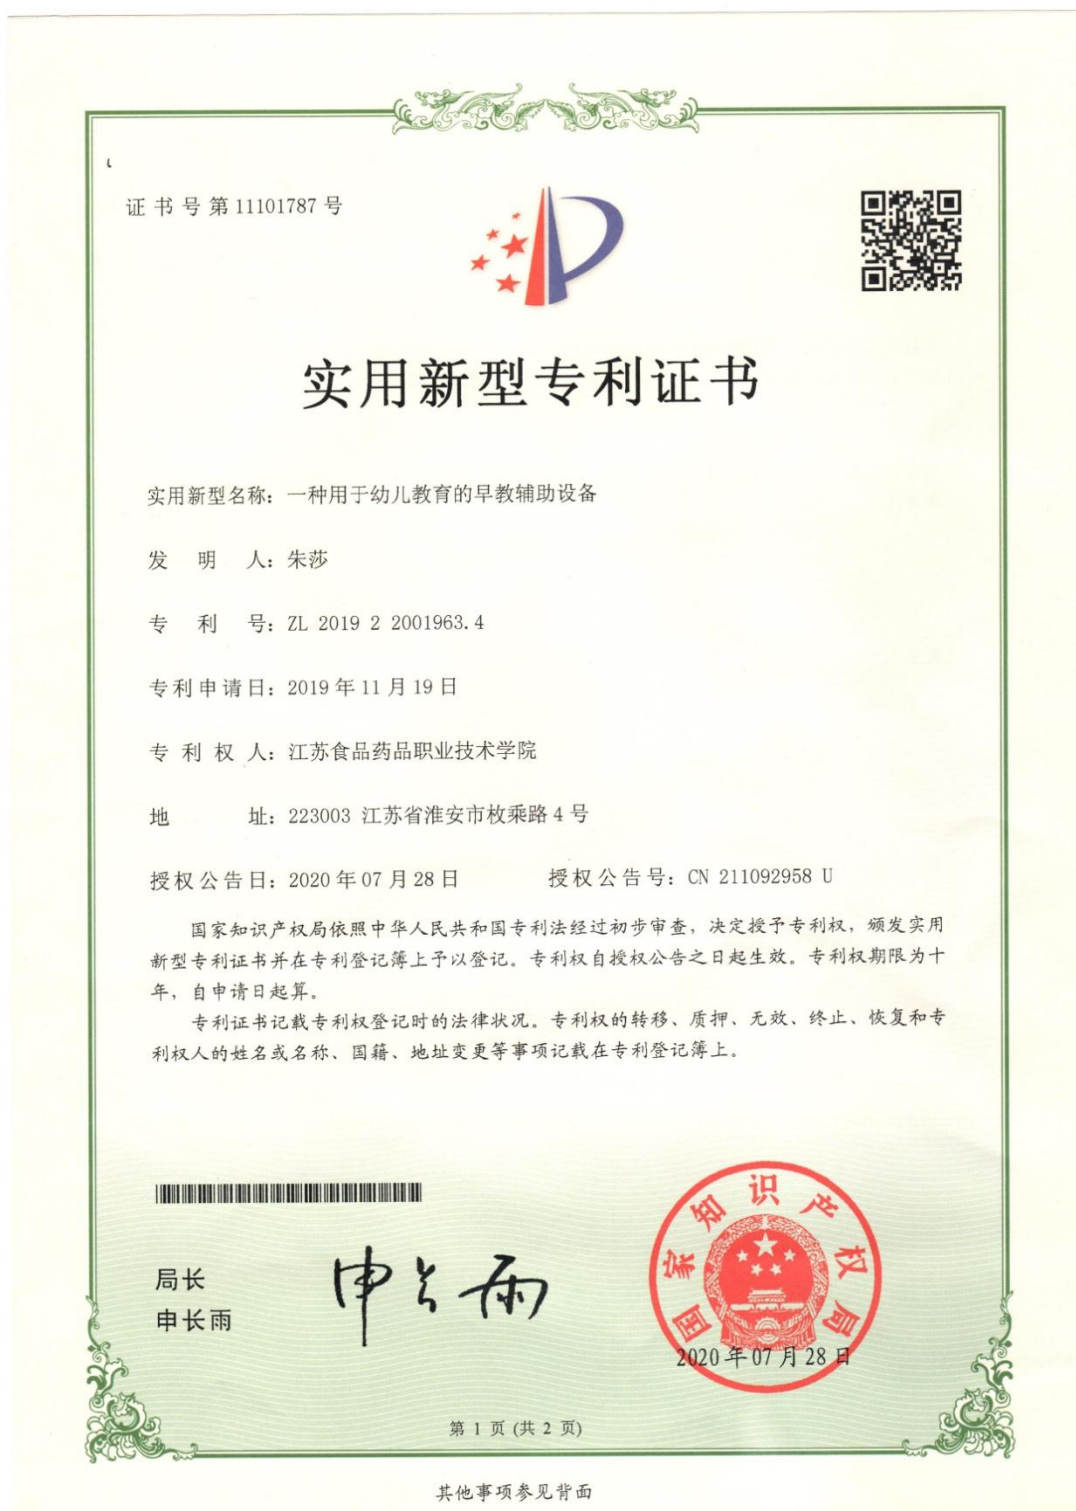 证书号第11101787号
实用新型专利证书
实用新型名称：一种用于幼儿教育的早教辅助设备
发明人：朱莎
专利号：ZL 2019 2 2001963.4
专利申请日：2019年11月19日
专利权人：江苏食品药品职业技术学院
地址：223003 江苏省淮安市枚乘路4号
授权公告日：2020年07月28日 授权公告号：CN 211092958 U
国家知识产权局依照中华人民共和国专利法经过初步审查，决定授予专利权，颁发实用
新型专利证书并在专利登记簿上予以登记。专利权自授权公告之日起生效。专利权期限为十
年，自申请日起算。
专利证书记载专利权登记时的法律状况。专利权的转移、质押、无效、终止、恢复和专
利权人的姓名或名称、国籍、地址变更等事项记载在专利登记簿上。
局长
申长雨
申长雨
国家知识产权局
2020年07月28日
第 1 页 (共 2 页)
其他事项参见背面